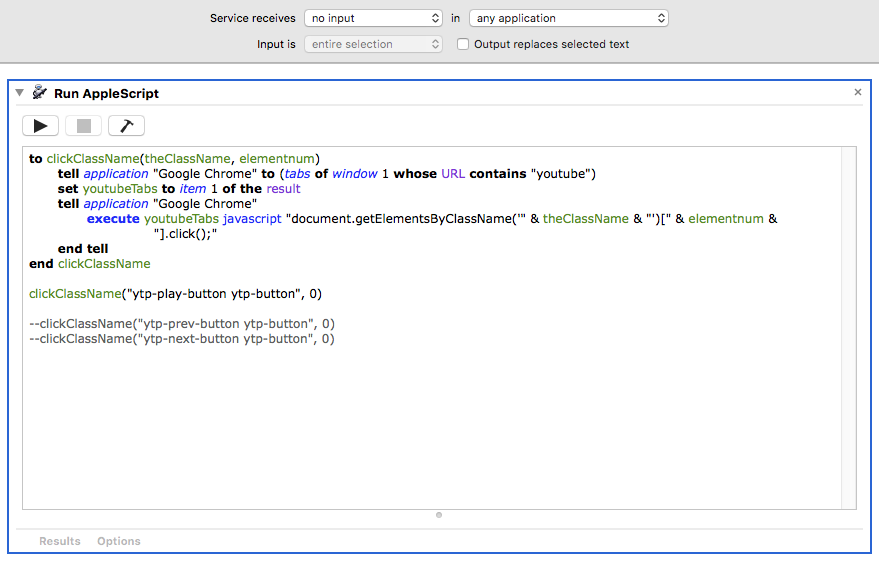 Service receives no input in any application
Input is entire selection Output replaces selected text
Run AppleScript
to clickClassName(theClassName, elementnum)
tell application "Google Chrome" to (tabs of window 1 whose URL contains "youtube")
set youtubeTabs to item 1 of the result
tell application "Google Chrome"
execute youtubeTabs javascript "document.getElementsByClassName('" & theClassName & "')[" & elementnum &
"].click();"
end tell
end clickClassName
clickClassName("ytp-play-button ytp-button", 0)
--clickClassName("ytp-prev-button ytp-button", 0)
--clickClassName("ytp-next-button ytp-button", 0)
Results Options